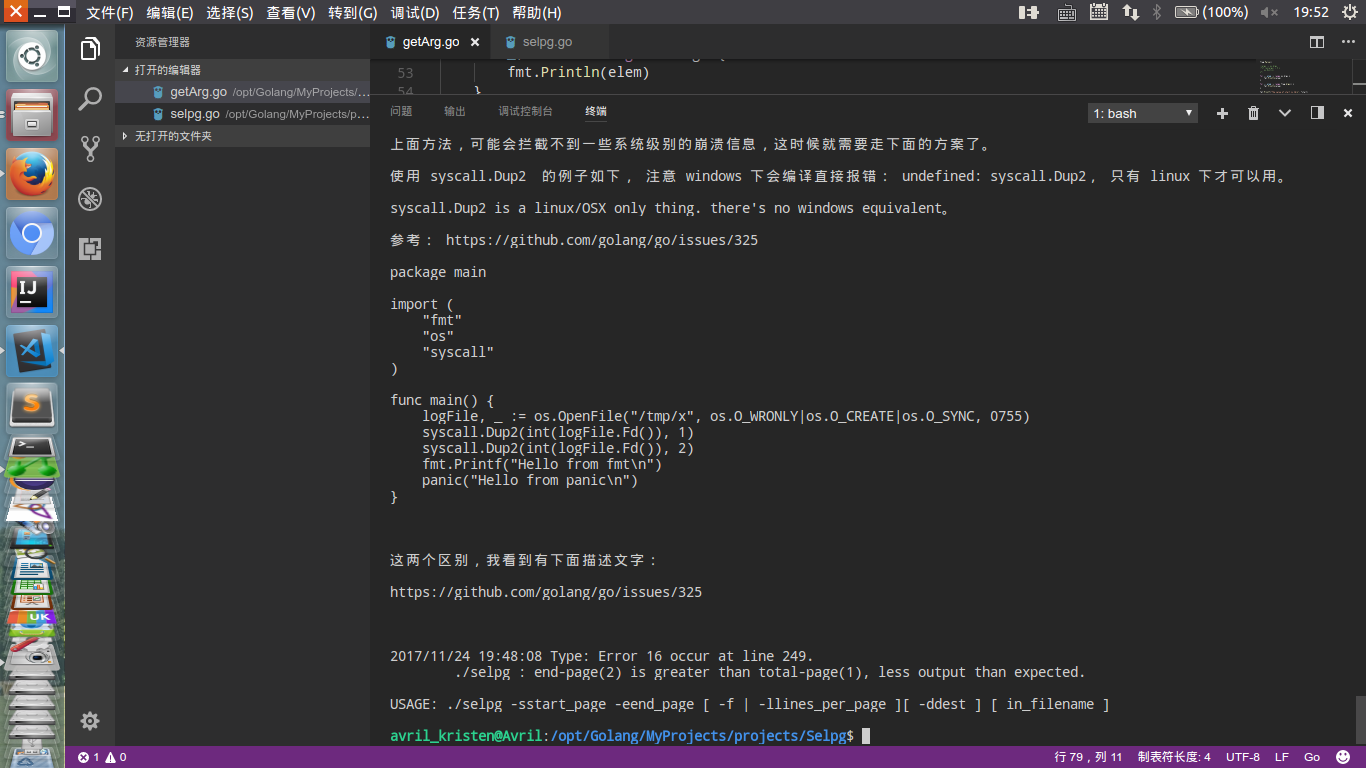 文件(F) 编辑(E) 选择(S) 查看(V) 转到(G) 调试(D) 任务(T) 帮助(H)
(100%) 19:52
资源管理器
打开的编辑器
getArg.go /opt/Golang/MyProjects/...
selpg.go /opt/Golang/MyProjects/p...
无打开的文件夹
getArg.go
selpg.go
53 fmt.Println(elem)
54 }
问题 输出 调试控制台 终端
1: bash
上面方法，可能会拦截不到一些系统级别的崩溃信息，这时候就需要走下面的方案了。
使用 syscall.Dup2 的例子如下， 注意 windows 下会编译直接报错： undefined: syscall.Dup2， 只有 linux 下才可以用。
syscall.Dup2 is a linux/OSX only thing. there's no windows equivalent。
参考： https://github.com/golang/go/issues/325
package main
import (
"fmt"
"os"
"syscall"
)
func main() {
logFile, _ := os.OpenFile("/tmp/x", os.O_WRONLY|os.O_CREATE|os.O_SYNC, 0755)
syscall.Dup2(int(logFile.Fd()), 1)
syscall.Dup2(int(logFile.Fd()), 2)
fmt.Printf("Hello from fmt\n")
panic("Hello from panic\n")
}
这两个区别，我看到有下面描述文字：
https://github.com/golang/go/issues/325
2017/11/24 19:48:08 Type: Error 16 occur at line 249.
./selpg : end-page(2) is greater than total-page(1), less output than expected.
USAGE: ./selpg -sstart_page -eend_page [ -f | -llines_per_page ][ -ddest ] [ in_filename ]
avril_kristen@Avril:/opt/Golang/MyProjects/projects/Selpg$
IJ
UK
1 0
行 79，列 11 制表符长度: 4 UTF-8 LF Go